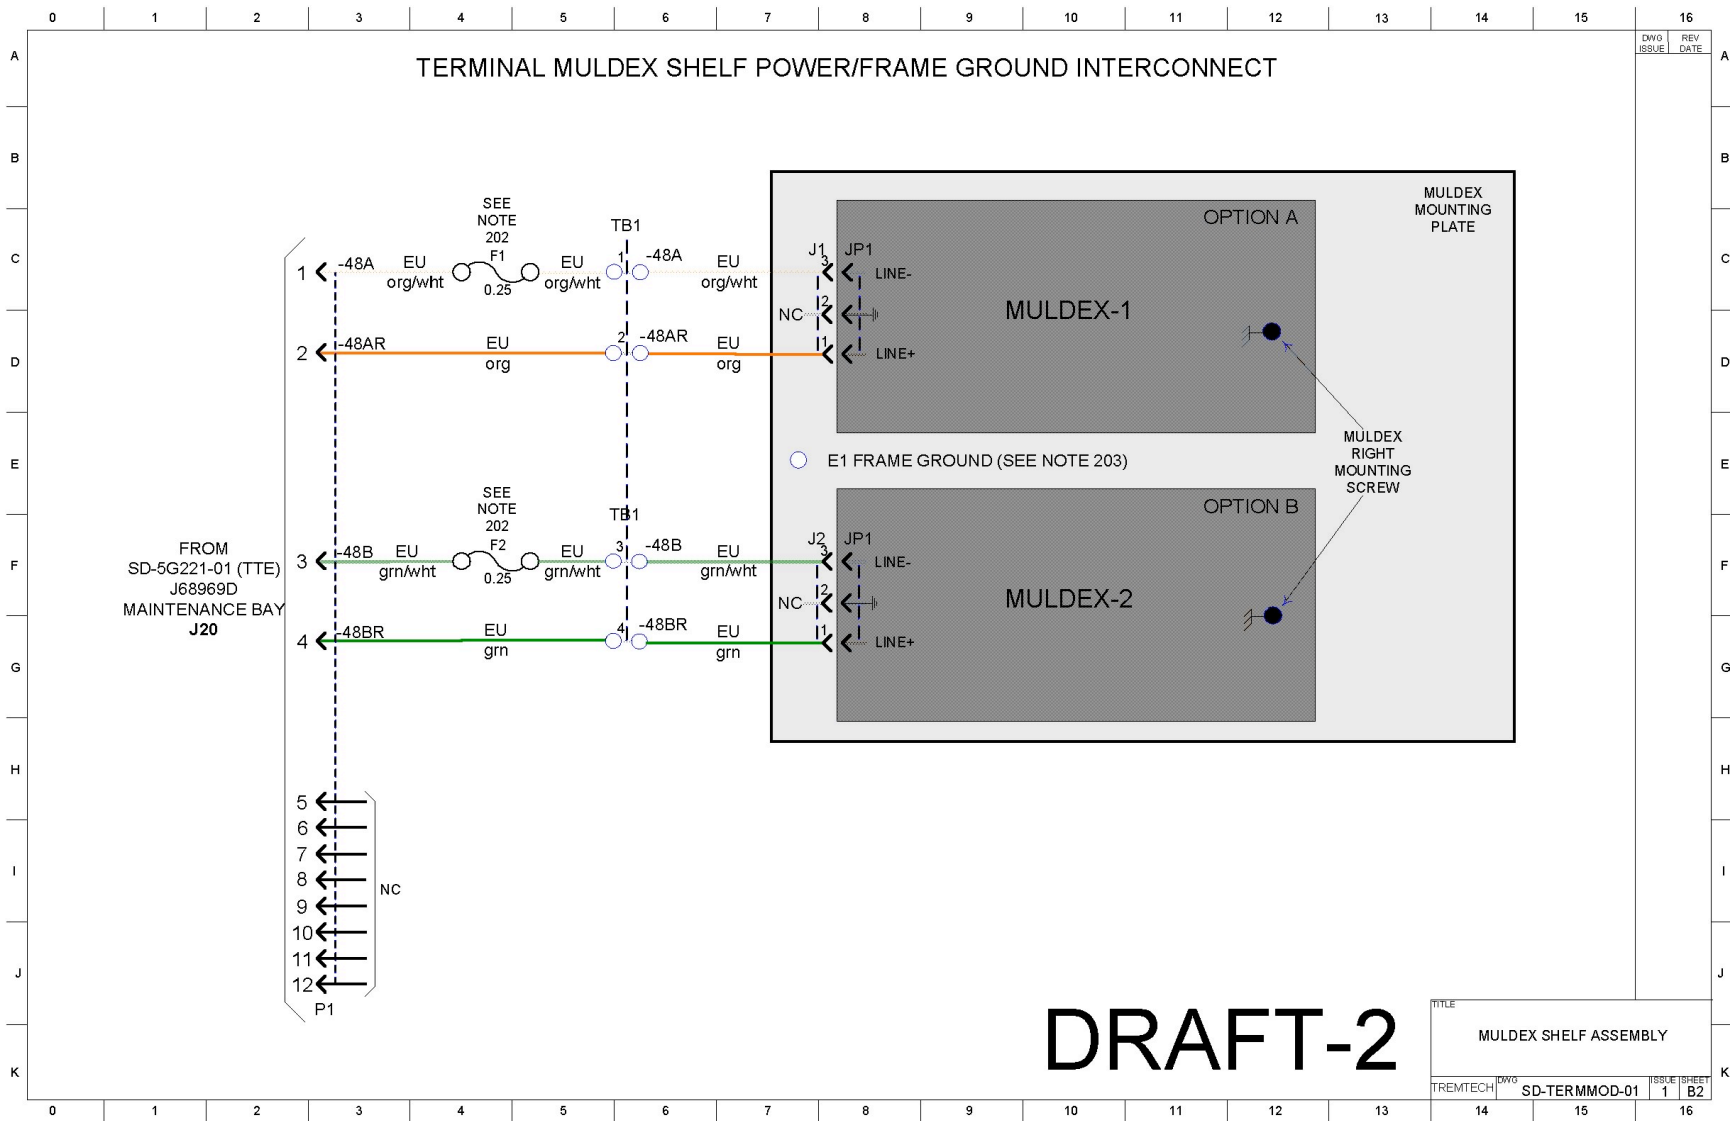 0 1 2 3 4 5 6 7 8 9 10 11 12 13 14 15 16
DWG ISSUE
REV DATE
A A
TERMINAL MULDEX SHELF POWER/FRAME GROUND INTERCONNECT
B B
MULDEX
MOUNTING
PLATE
SEE
NOTE
202
F1
0.25
TB1
OPTION A
C C
1 -48A EU org/wht EU org/wht 1 -48A EU org/wht
J1 JP1
3 LINE-
NC 2
MULDEX-1
2 -48AR EU org 2 -48AR EU org 1 LINE+
D D
MULDEX
RIGHT
MOUNTING
SCREW
E E
E1 FRAME GROUND (SEE NOTE 203)
SEE
NOTE
202
F2
0.25
TB1
OPTION B
FROM
SD-5G221-01 (TTE)
J68969D
MAINTENANCE BAY
J20
F F
3 -48B EU grn/wht EU grn/wht 3 -48B EU grn/wht
J2 JP1
3 LINE-
NC 2
MULDEX-2
4 -48BR EU grn 4 -48BR EU grn 1 LINE+
G G
H H
5
6
7
8
9
10
11
12
NC
P1
I I
J J
DRAFT-2
TITLE
MULDEX SHELF ASSEMBLY
K K
TREMTECH
DWG
SD-TERMMOD-01
ISSUE
1
SHEET
B2
0 1 2 3 4 5 6 7 8 9 10 11 12 13 14 15 16